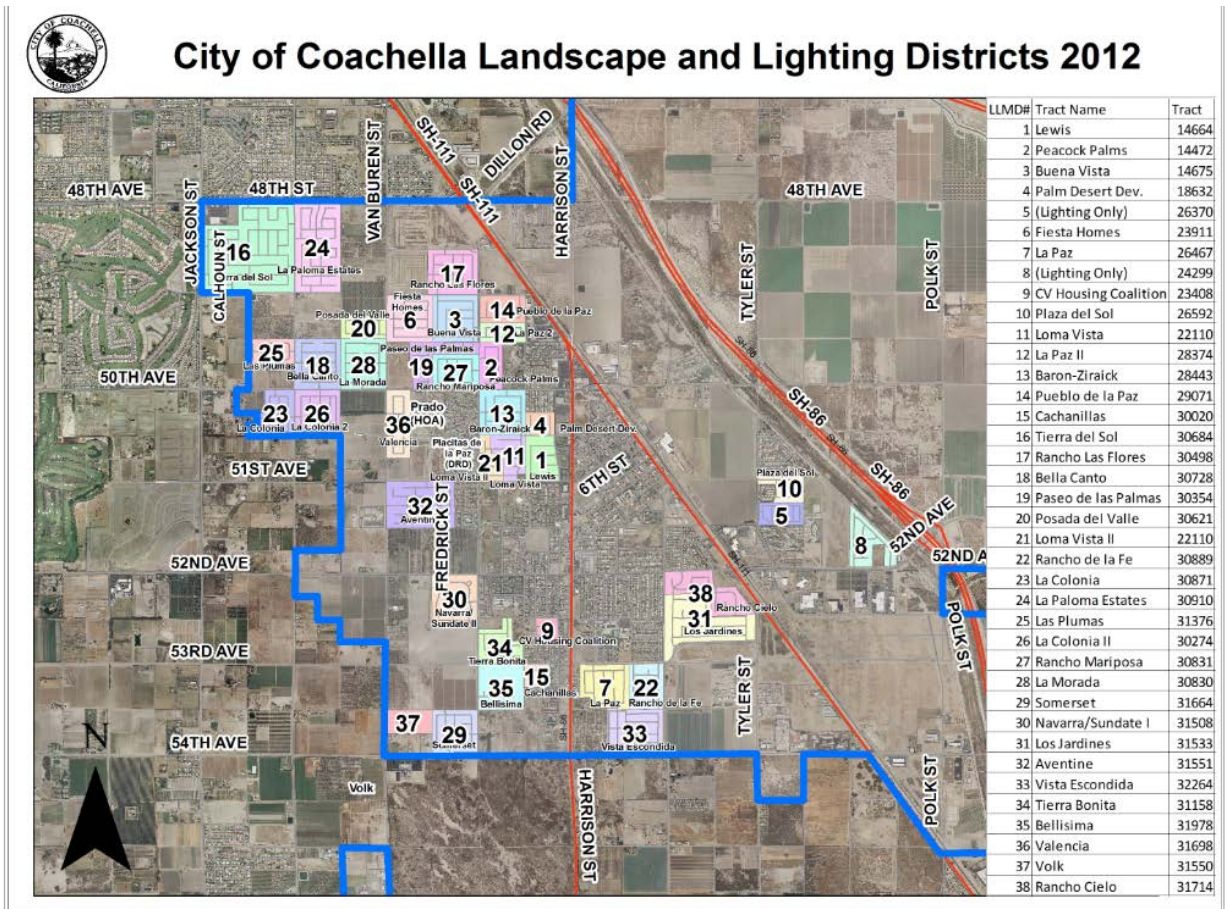 CITY OF COACHELLA
CALIFORNIA
City of Coachella Landscape and Lighting Districts 2012
LLMD# Tract Name Tract
1 Lewis 14664
2 Peacock Palms 14472
3 Buena Vista 14675
4 Palm Desert Dev. 18632
5 (Lighting Only) 26370
6 Fiesta Homes 23911
7 La Paz 26467
8 (Lighting Only) 24299
9 CV Housing Coalition 23408
10 Plaza del Sol 26592
11 Loma Vista 22110
12 La Paz II 28374
13 Baron-Ziraick 28443
14 Pueblo de la Paz 29071
15 Cachanillas 30020
16 Tierra del Sol 30684
17 Rancho Las Flores 30498
18 Bella Canto 30728
19 Paseo de las Palmas 30354
20 Posada del Valle 30621
21 Loma Vista II 22110
22 Rancho de la Fe 30889
23 La Colonia 30871
24 La Paloma Estates 30910
25 Las Plumas 31376
26 La Colonia II 30274
27 Rancho Mariposa 30831
28 La Morada 30830
29 Somerset 31664
30 Navarra/Sundate I 31508
31 Los Jardines 31533
32 Aventine 31551
33 Vista Escondida 32264
34 Tierra Bonita 31158
35 Bellisima 31978
36 Valencia 31698
37 Volk 31550
38 Rancho Cielo 31714
SH-111
DILLON RD
VAN BUREN ST
HARRISON ST
48TH AVE
48TH ST
SH-111
48TH AVE
JACKSON ST
CALHOUN ST
TYLER ST
POLK ST
16
rra del Sol
24
La Paloma Estates
17
Rancho Las Flores
Fiesta
Homes
6
3
Buena Vista
14
Pueblo de la Paz
Posada del Valle
20
12
La Paz 2
Paseo de las Palmas
25
Las Plumas
18
Bella Canto
28
La Morada
19
27
Rancho Mariposa
2
Peacock Palms
50TH AVE
SH-86
SH-86
23
La Colonia
26
La Colonia 2
36
Valencia
Prado
(HOA)
13
Baron-Ziraick
4
Palm Desert Dev.
Placitas de
la Paz
(DRD)
21
Loma Vista II
11
Loma Vista
1
Lewis
51ST AVE
6TH ST
SH-86
SH-86
Plaza del Sol
10
5
32
Aventin
FREDRICK ST
8
52ND AVE
52ND A
52ND AVE
SH-111
30
Navarra/
Sundate II
38
Rancho Cielo
31
Los Jardines
9
CV Housing Coalition
34
Tierra Bonita
POLK ST
53RD AVE
35
Bellisima
15
Cachanillas
7
La Paz
22
Rancho de la Fe
TYLER ST
37
29
SH-86
33
Vista Escondida
54TH AVE
N
Volk
HARRISON ST
POLK ST